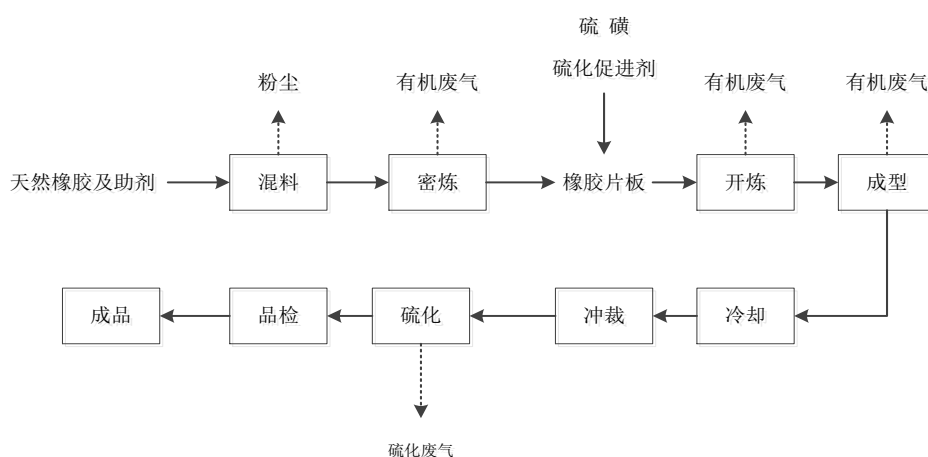 硫 磺
硫化促进剂
粉尘
有机废气
有机废气
有机废气
天然橡胶及助剂
混料
密炼
橡胶片板
开炼
成型
成品
品检
硫化
冲裁
冷却
硫化废气